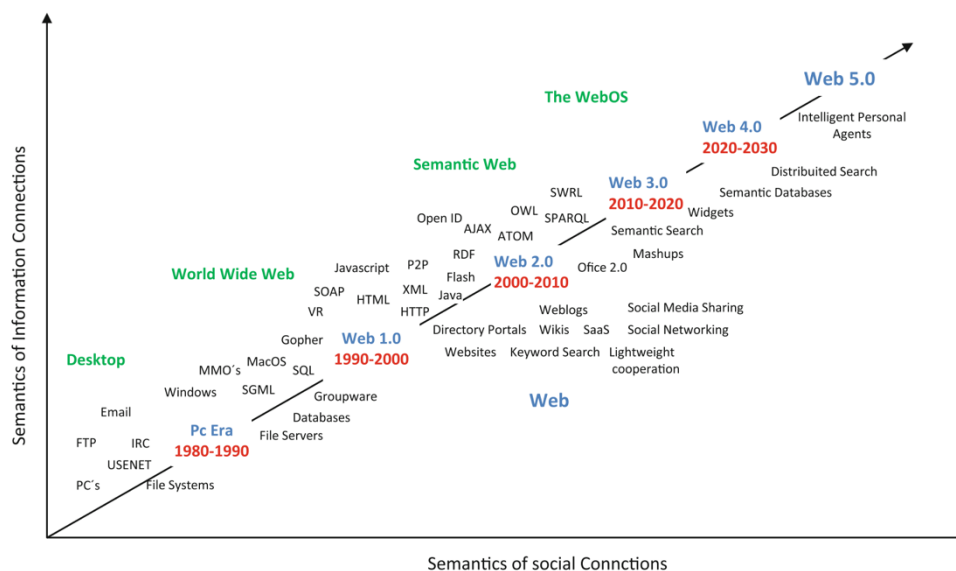 Web 5.0
The WebOS
Intelligent Personal
Agents
Web 4.0
2020-2030
Semantic Web
Distribuited Search
Web 3.0
2010-2020
Semantic Databases
SWRL
OWL
SPARQL
Widgets
Open ID
AJAX
ATOM
Semantic Search
Mashups
World Wide Web
Javascript
P2P
RDF
Flash
Web 2.0
2000-2010
Ofice 2.0
SOAP
HTML
XML
Java
VR
HTTP
Weblogs
Social Media Sharing
Directory Portals
Wikis
SaaS
Social Networking
Gopher
Web 1.0
1990-2000
Websites
Keyword Search
Lightweight
cooperation
Desktop
MMO´s
MacOS
SQL
Windows
SGML
Groupware
Web
Email
Databases
Pc Era
1980-1990
File Servers
FTP
IRC
USENET
PC´s
File Systems
Semantics of Information Connections
Semantics of social Connctions